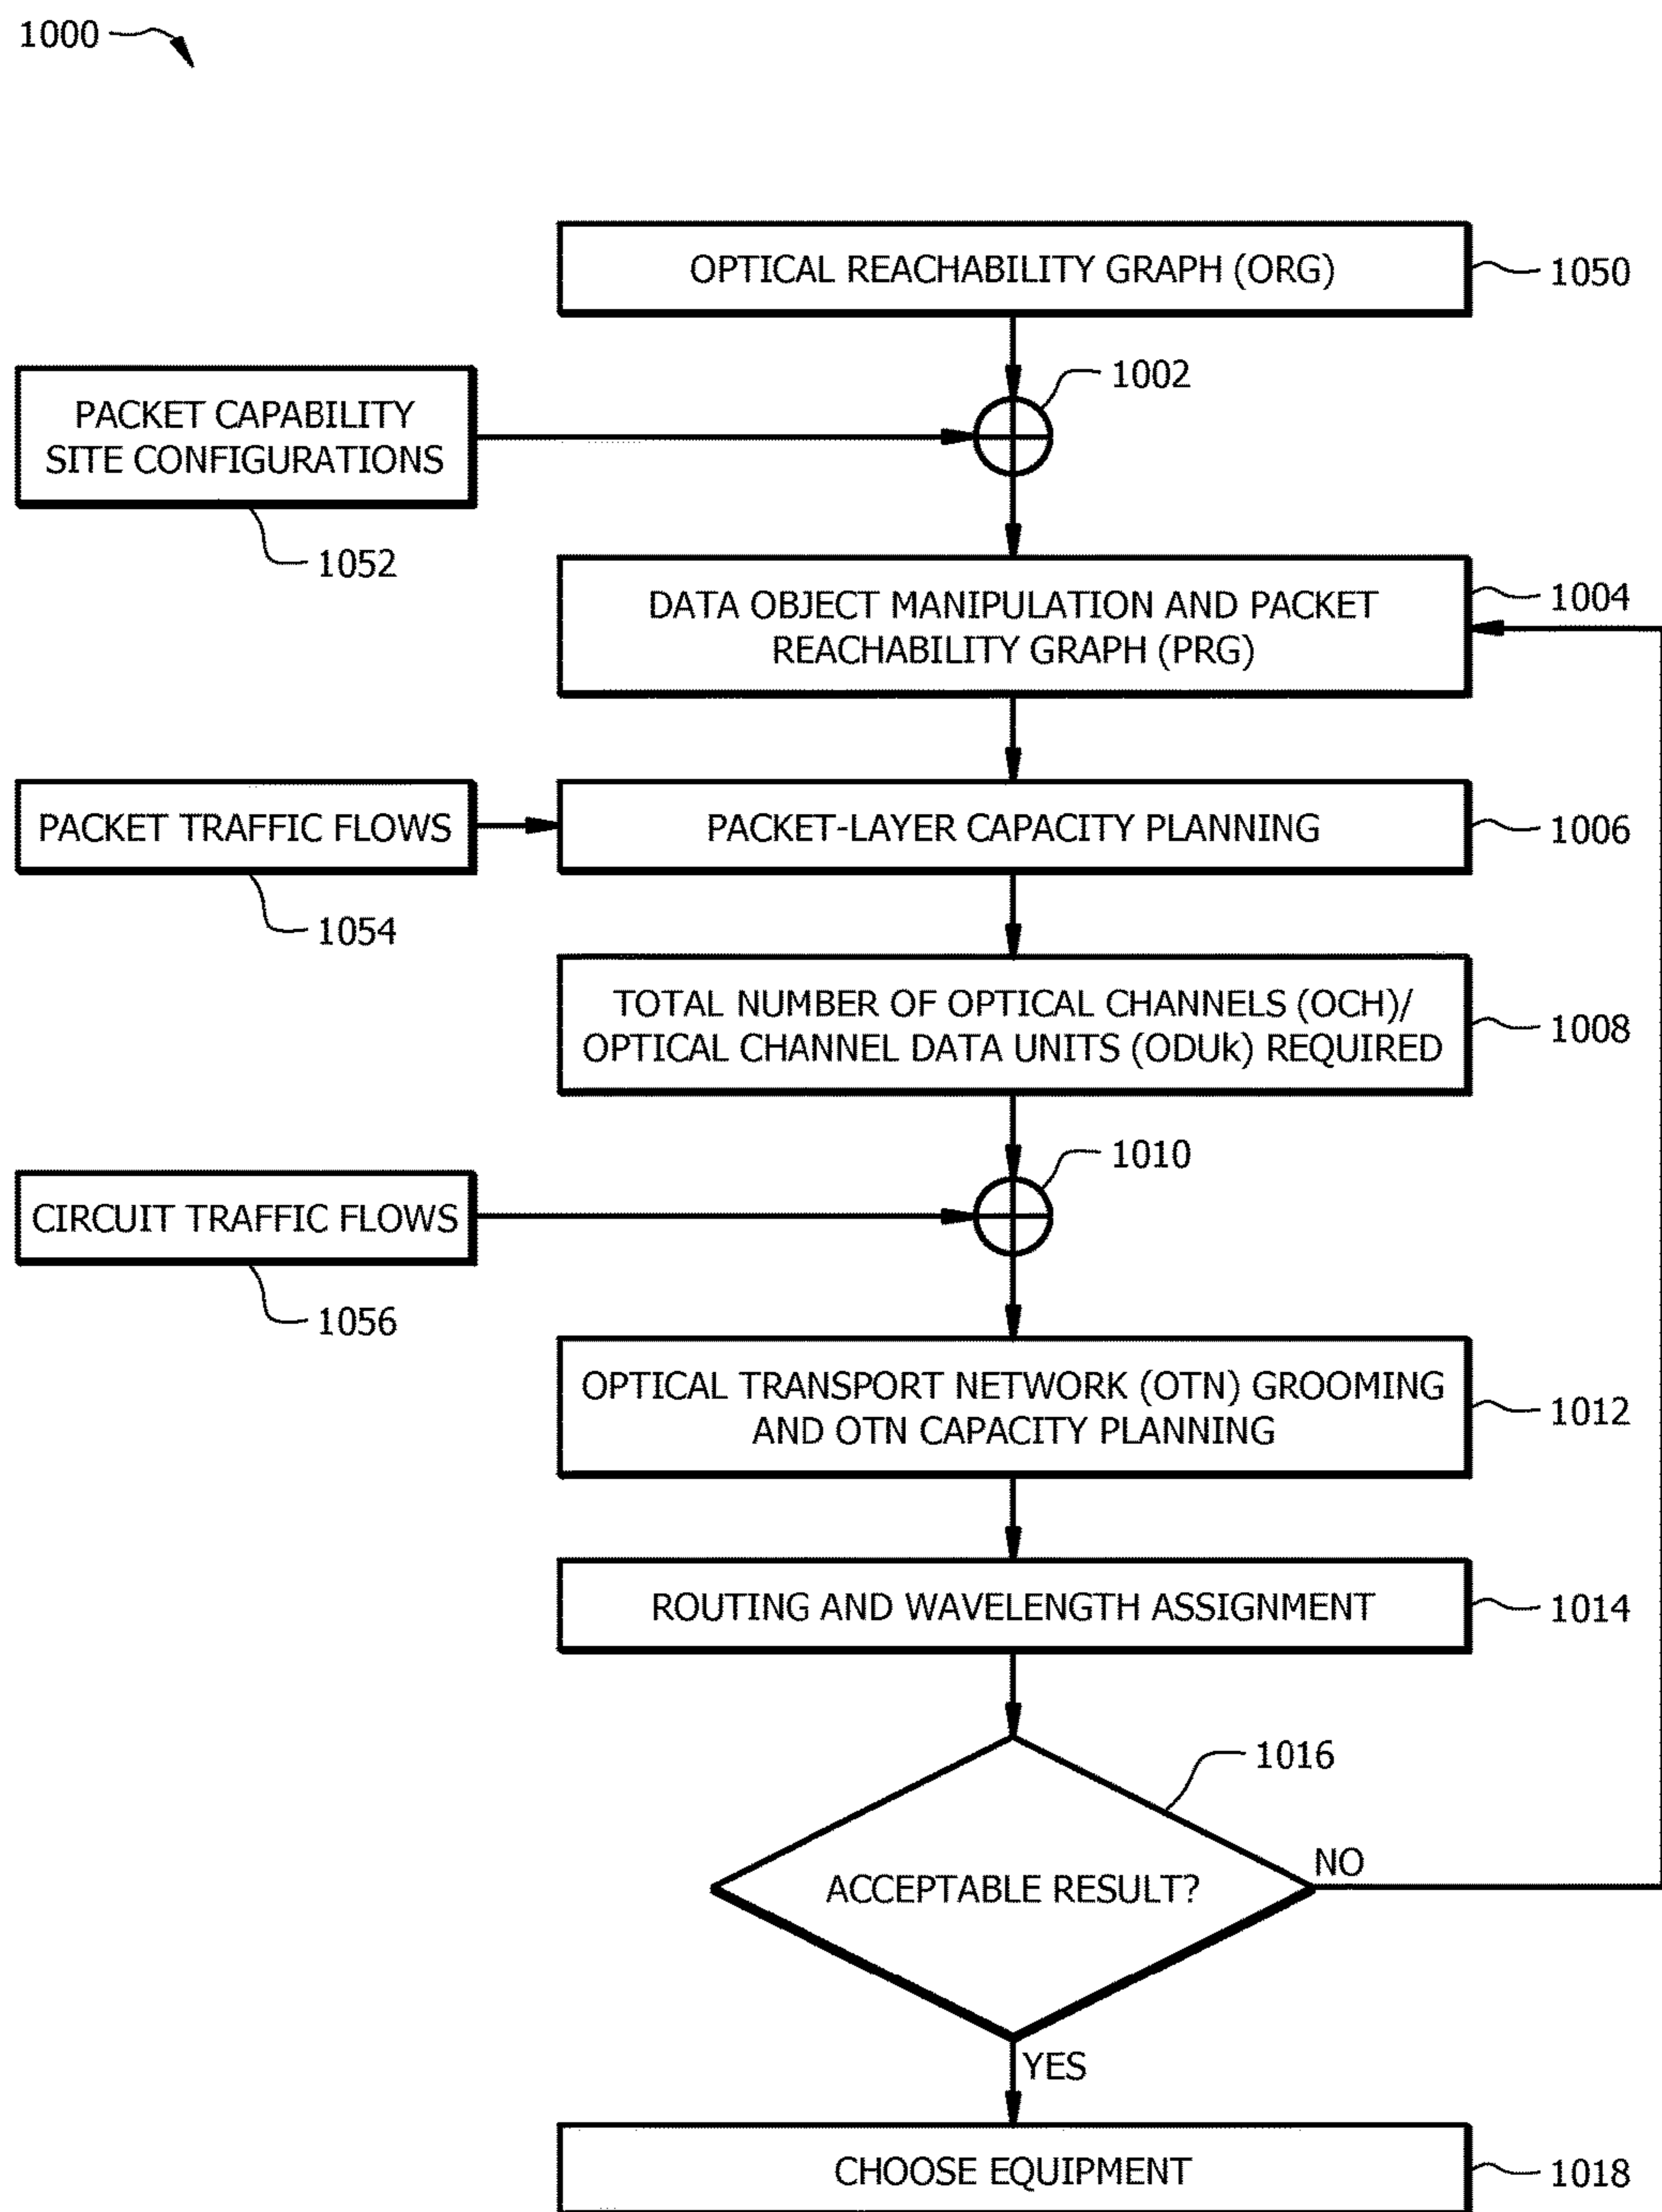 1000
OPTICAL REACHABILITY GRAPH (ORG)
1050
1002
PACKET CAPABILITY
SITE CONFIGURATIONS
1052
DATA OBJECT MANIPULATION AND PACKET
REACHABILITY GRAPH (PRG)
1004
PACKET TRAFFIC FLOWS
1054
PACKET-LAYER CAPACITY PLANNING
1006
TOTAL NUMBER OF OPTICAL CHANNELS (OCH)/
OPTICAL CHANNEL DATA UNITS (ODUk) REQUIRED
1008
1010
CIRCUIT TRAFFIC FLOWS
1056
OPTICAL TRANSPORT NETWORK (OTN) GROOMING
AND OTN CAPACITY PLANNING
1012
ROUTING AND WAVELENGTH ASSIGNMENT
1014
1016
ACCEPTABLE RESULT?
NO
YES
CHOOSE EQUIPMENT
1018